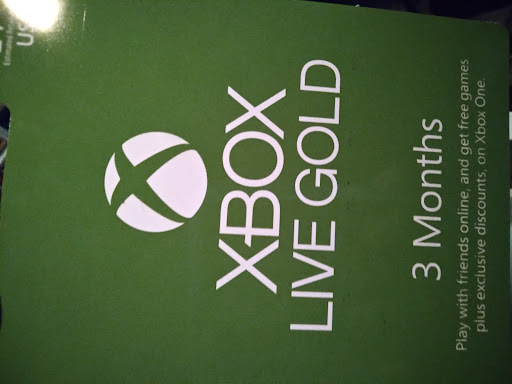 XBOX
LIVE GOLD
3 Months
Play with friends online, and get free games
plus exclusive discounts, on Xbox One.